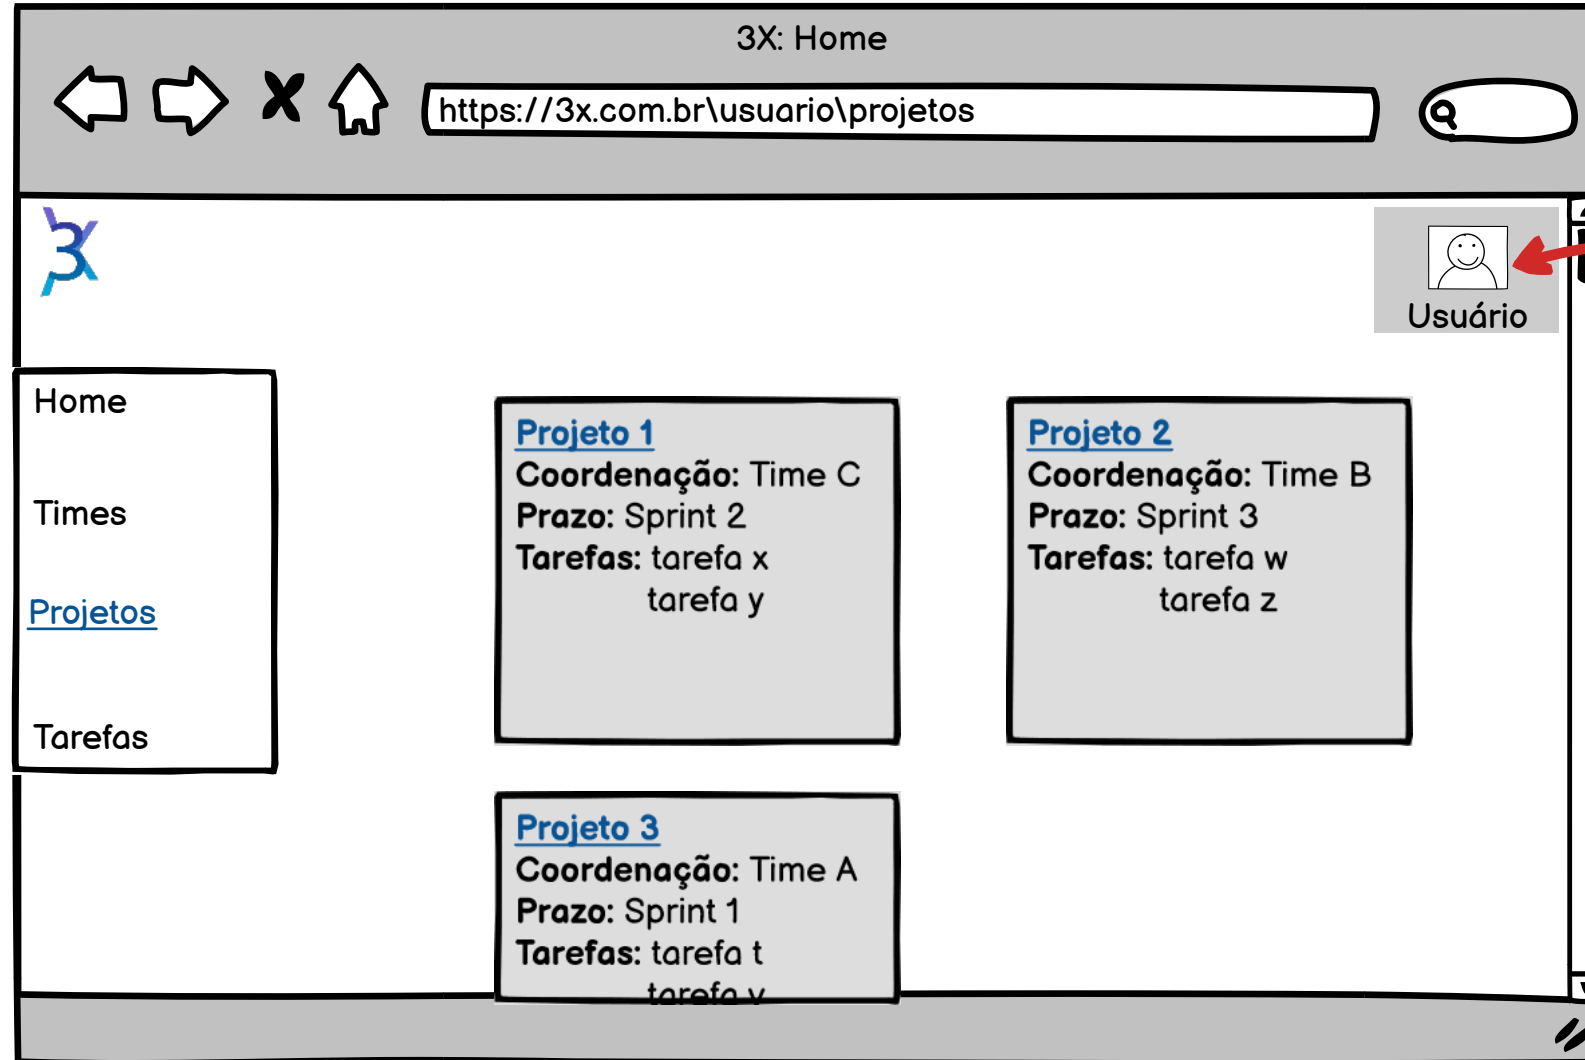 3X: Home
https://3x.com.br\usuario\projetos
3X
Usuário
Home
Times
Projetos
Tarefas
Projeto 1
Coordenação: Time C
Prazo: Sprint 2
Tarefas: tarefa x
tarefa y
Projeto 2
Coordenação: Time B
Prazo: Sprint 3
Tarefas: tarefa w
tarefa z
Projeto 3
Coordenação: Time A
Prazo: Sprint 1
Tarefas: tarefa t
tarefa